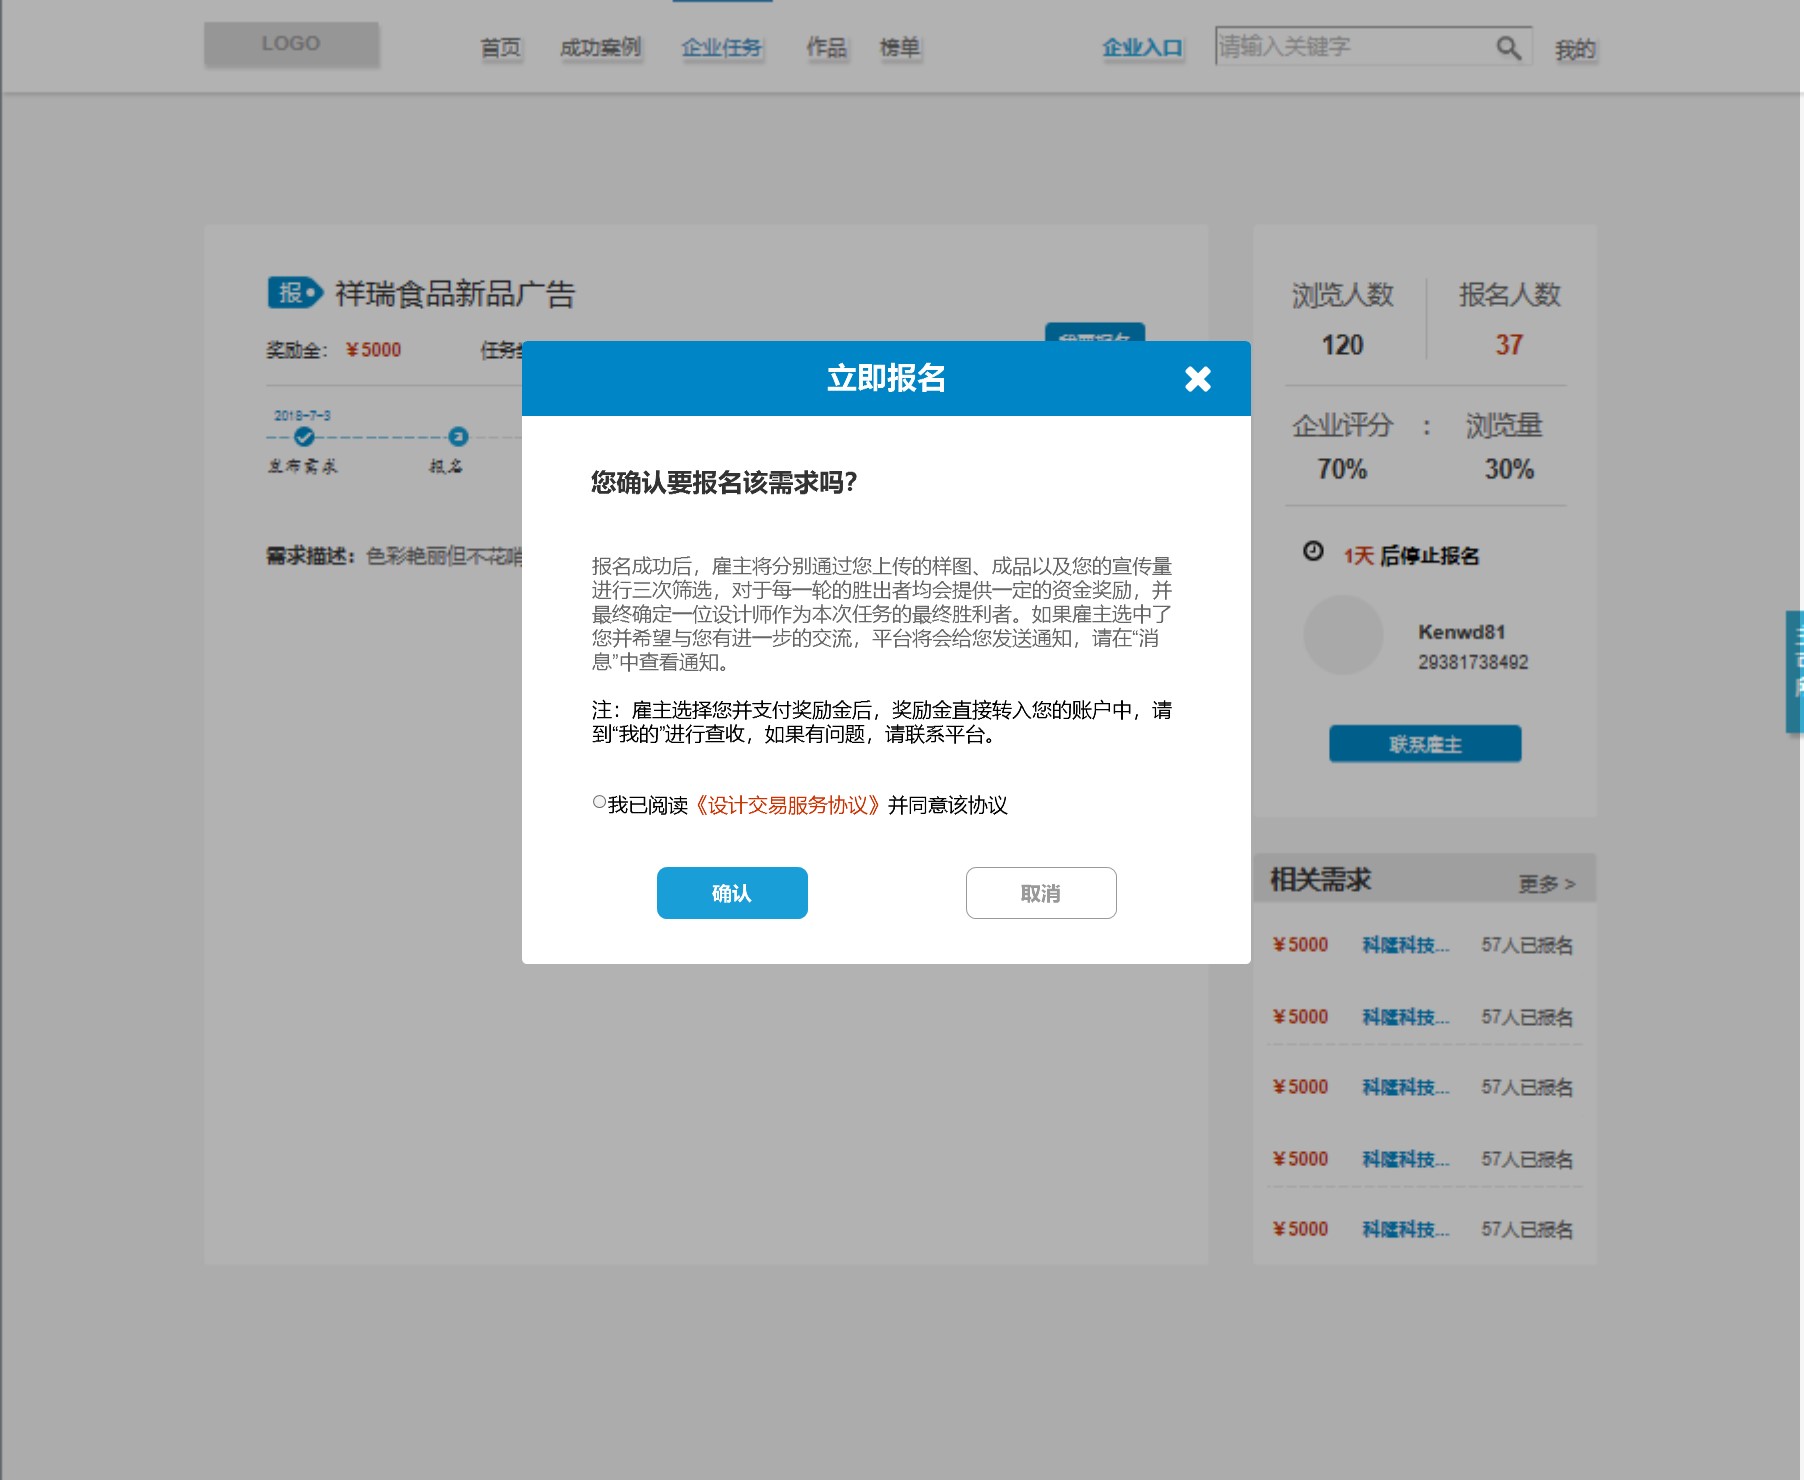 LOGO
首页
成功案例
企业任务
作品
榜单
企业入口
请输入关键字
我的
报
祥瑞食品新品广告
奖励金：
¥5000
任务
我要报名
2018-7-3
发布需求
报名
需求描述：
色彩艳丽但不花哨
立即报名
您确认要报名该需求吗？
报名成功后，雇主将分别通过您上传的样图、成品以及您的宣传量
进行三次筛选，对于每一轮的胜出者均会提供一定的资金奖励，并
最终确定一位设计师作为本次任务的最终胜利者。如果雇主选中了
您并希望与您有进一步的交流，平台将会给您发送通知，请在“消
息”中查看通知。
注：雇主选择您并支付奖励金后，奖励金直接转入您的账户中，请
到“我的”进行查收，如果有问题，请联系平台。
我已阅读《设计交易服务协议》并同意该协议
确认
取消
浏览人数
报名人数
120
37
企业评分 ： 浏览量
70%
30%
1天 后停止报名
Kenwd81
29381738492
联系雇主
相关需求
更多 >
¥5000 科隆科技... 57人已报名
¥5000 科隆科技... 57人已报名
¥5000 科隆科技... 57人已报名
¥5000 科隆科技... 57人已报名
¥5000 科隆科技... 57人已报名